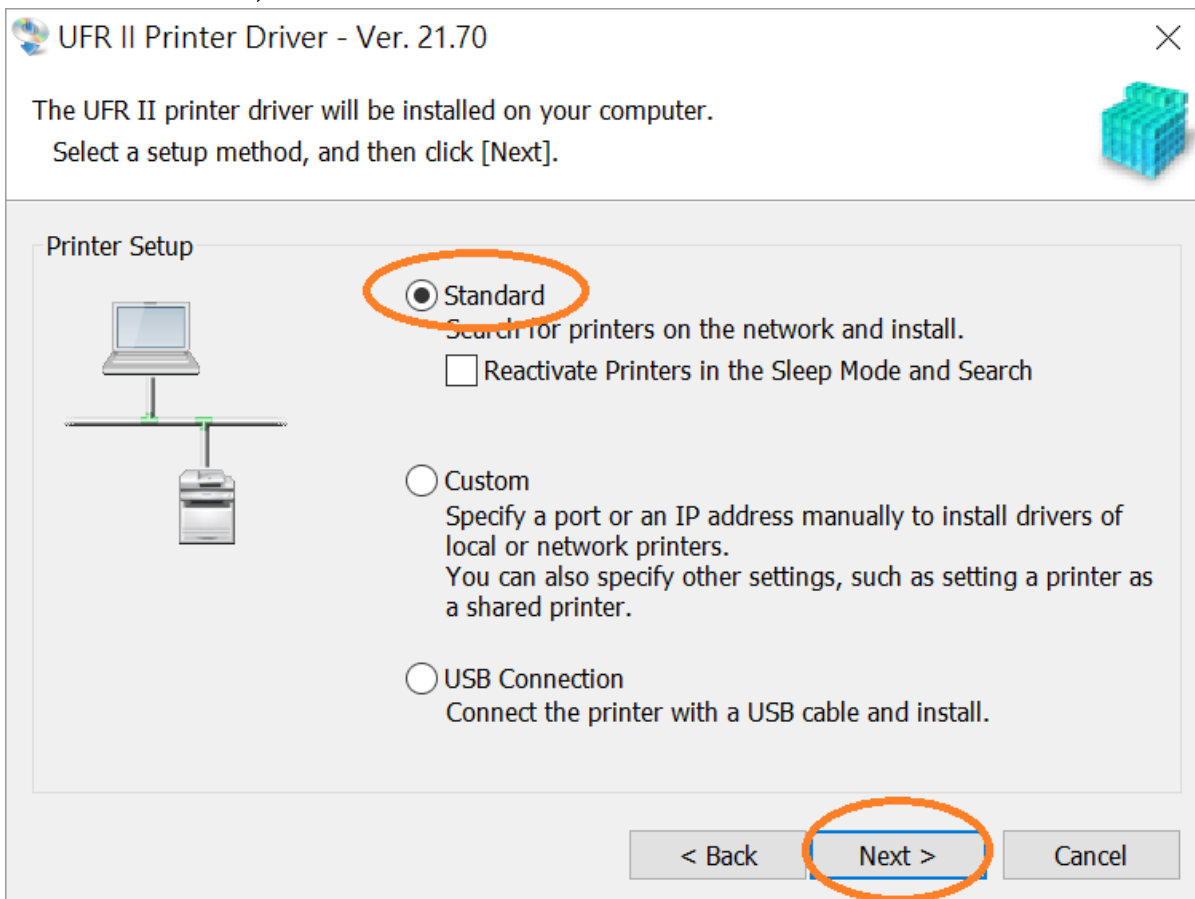 UFR II Printer Driver - Ver. 21.70
The UFR II printer driver will be installed on your computer.
Select a setup method, and then click [Next].
Printer Setup
Standard
Search for printers on the network and install.
Reactivate Printers in the Sleep Mode and Search
Custom
Specify a port or an IP address manually to install drivers of
local or network printers.
You can also specify other settings, such as setting a printer as
a shared printer.
USB Connection
Connect the printer with a USB cable and install.
< Back
Next >
Cancel